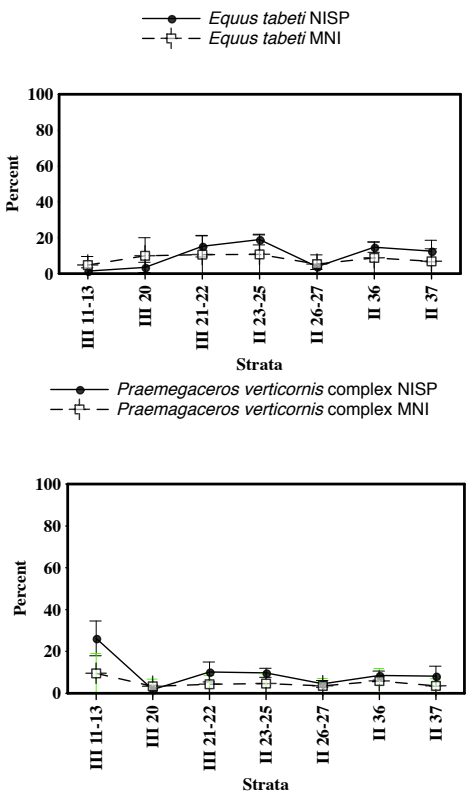 Equus tabeti NISP
Equus tabeti MNI
100
80
60
40
20
0
Percent
III 11-13
III 20
III 21-22
II 23-25
II 26-27
II 36
II 37
Strata
Praemegaceros verticornis complex NISP
Praemagaceros verticornis complex MNI
100
80
60
40
20
0
Percent
III 11-13
III 20
III 21-22
II 23-25
II 26-27
II 36
II 37
Strata